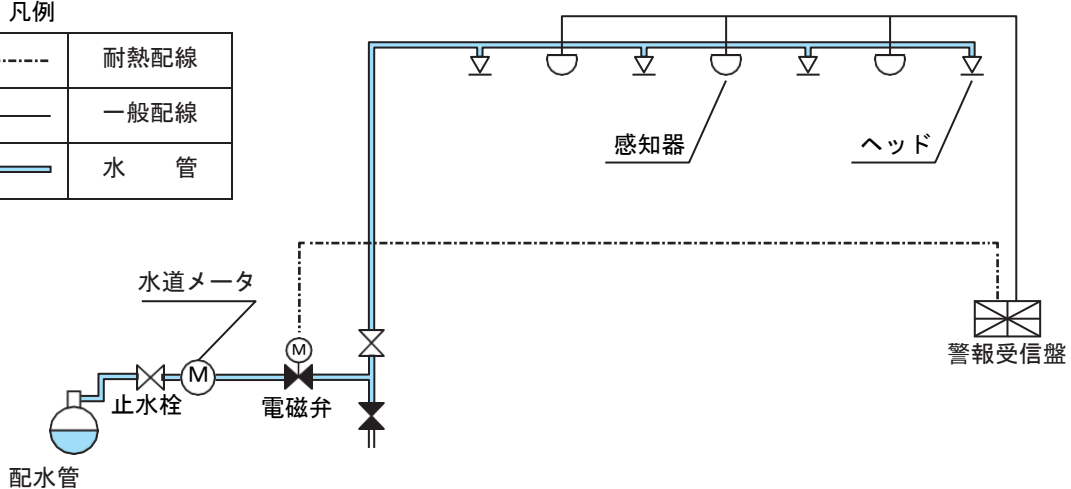 凡例
耐熱配線
一般配線
水 管
感知器
ヘッド
水道メータ
M
警報受信盤
M
止水栓
電磁弁
配水管